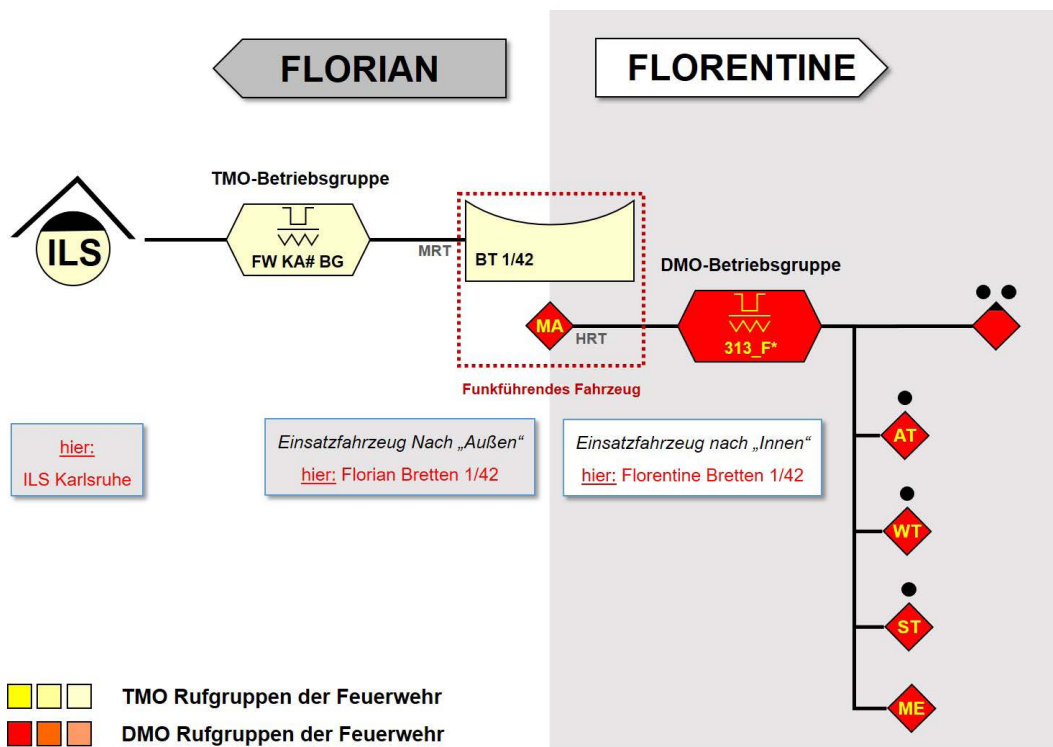 FLORIAN
FLORENTINE
TMO-Betriebsgruppe
ILS
FW KA# BG
MRT
BT 1/42
DMO-Betriebsgruppe
MA
HRT
313_F*
Funkführendes Fahrzeug
hier:
ILS Karlsruhe
Einsatzfahrzeug Nach „Außen“
hier: Florian Bretten 1/42
Einsatzfahrzeug nach „Innen“
hier: Florentine Bretten 1/42
AT
WT
ST
ME
TMO Rufgruppen der Feuerwehr
DMO Rufgruppen der Feuerwehr